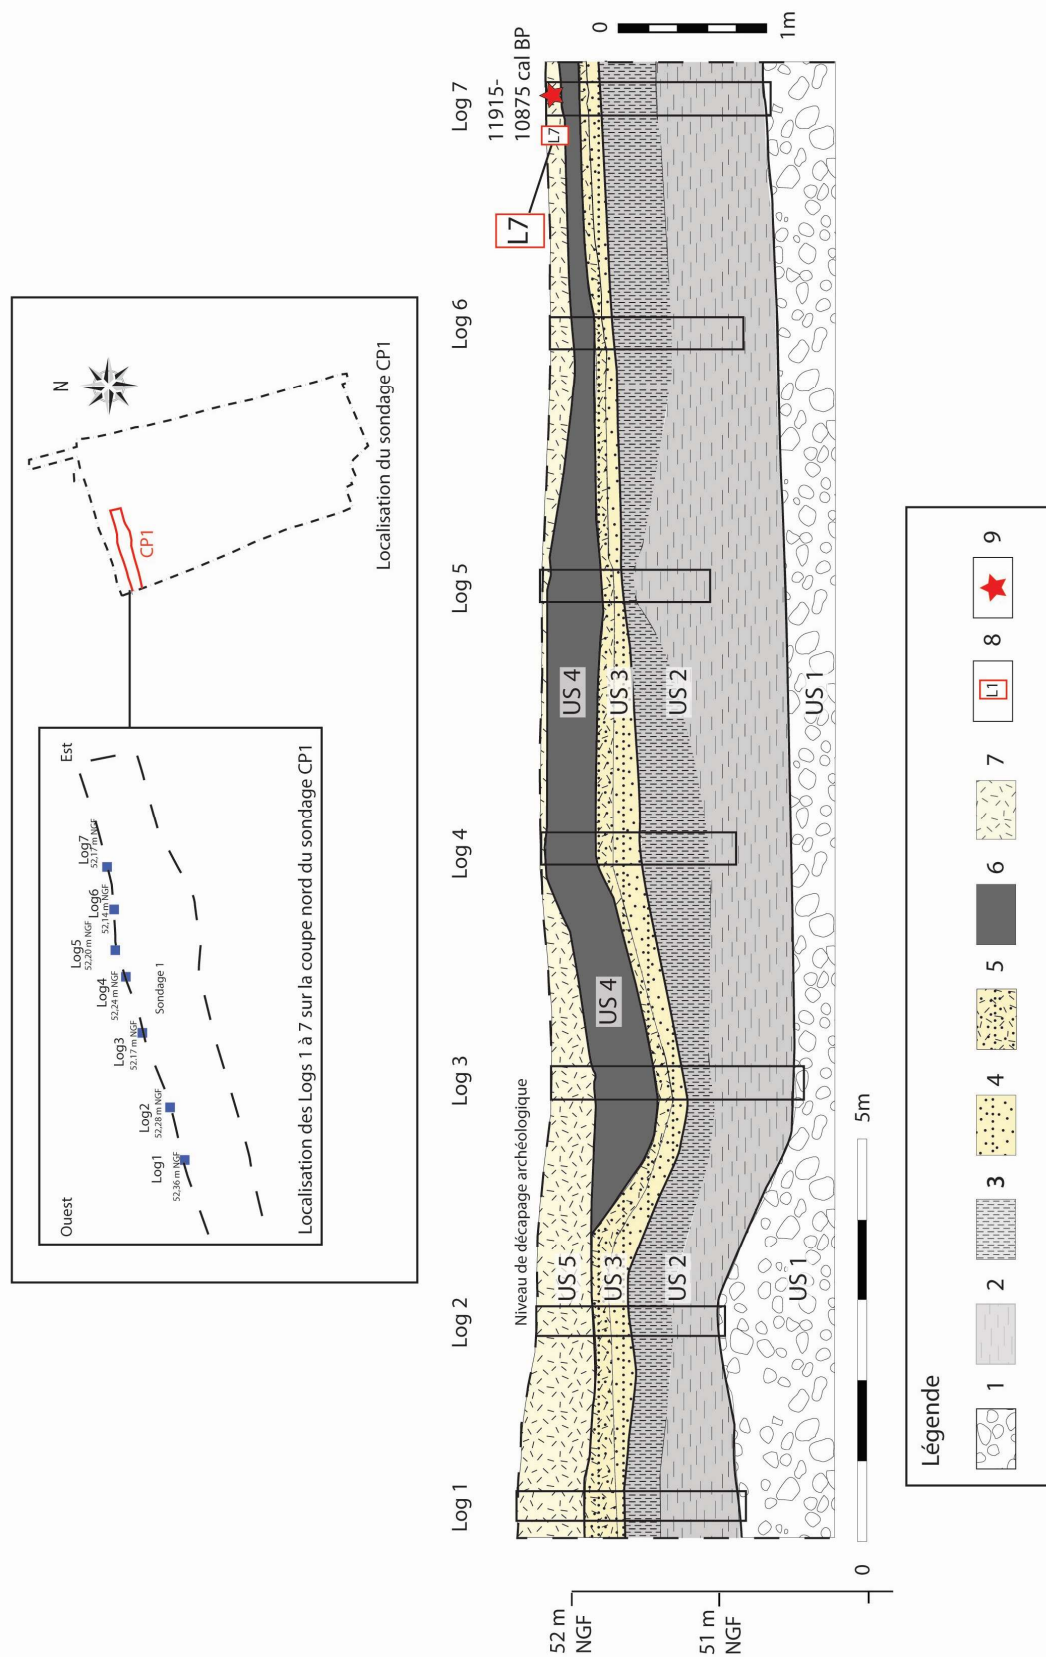 Ouest
Est
Log1
52,36 m NGF
Log2
52,28 m NGF
Log3
52,17 m NGF
Log4
52,24 m NGF
Log5
52,20 m NGF
Log6
52,14 m NGF
Log7
52,17 m NGF
Sondage 1
Localisation des Logs 1 à 7 sur la coupe nord du sondage CP1
N
CP1
Localisation du sondage CP1
Log 1
Log 2
Log 3
Log 4
Log 5
Log 6
Log 7
11915-
10875 cal BP
L7
L7
Niveau de décapage archéologique
52 m
NGF
51 m
NGF
US 5
US 3
US 2
US 1
US 4
US 4
US 3
US 2
US 1
0
1m
0
5m
Légende
1
2
3
4
5
6
7
L1
8
9